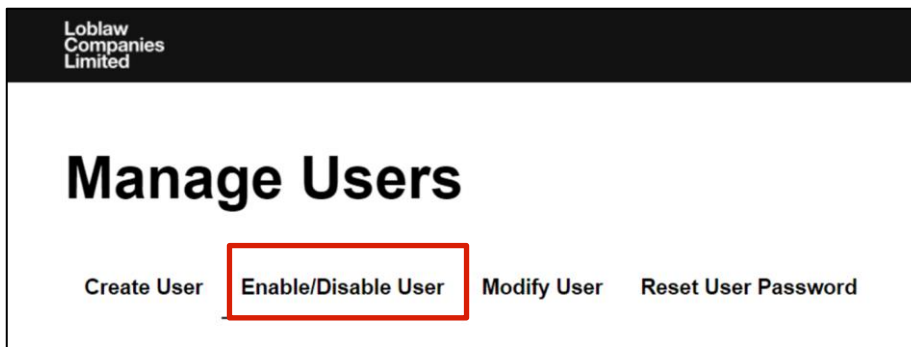 Loblaw
Companies
Limited
Manage Users
Create User Enable/Disable User Modify User Reset User Password